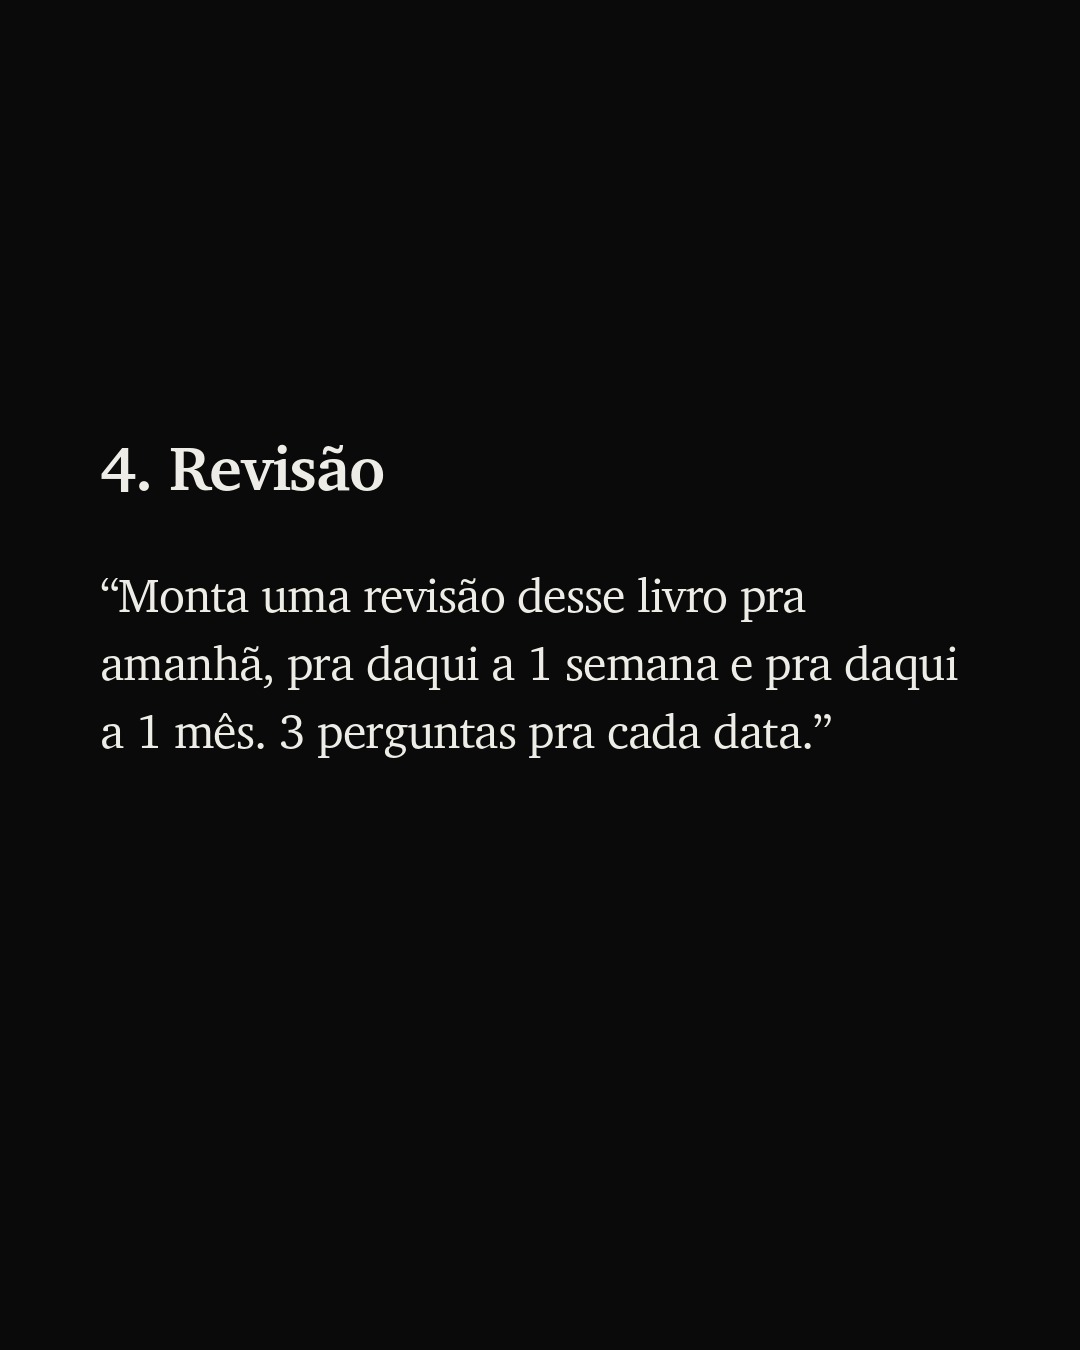 4. Revisão
“Monta uma revisão desse livro pra
amanhã, pra daqui a 1 semana e pra daqui
a 1 mês. 3 perguntas pra cada data.”